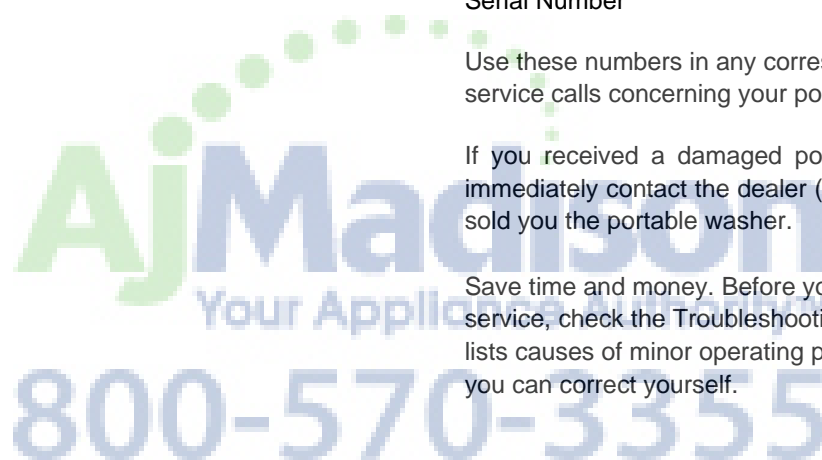 Serial Number
Use these numbers in any corres
service calls concerning your po
If you received a damaged po
immediately contact the dealer (
sold you the portable washer.
Save time and money. Before yo
service, check the Troubleshooti
lists causes of minor operating p
you can correct yourself.
AjMadison
Your Appliance Authority
800-570-3355